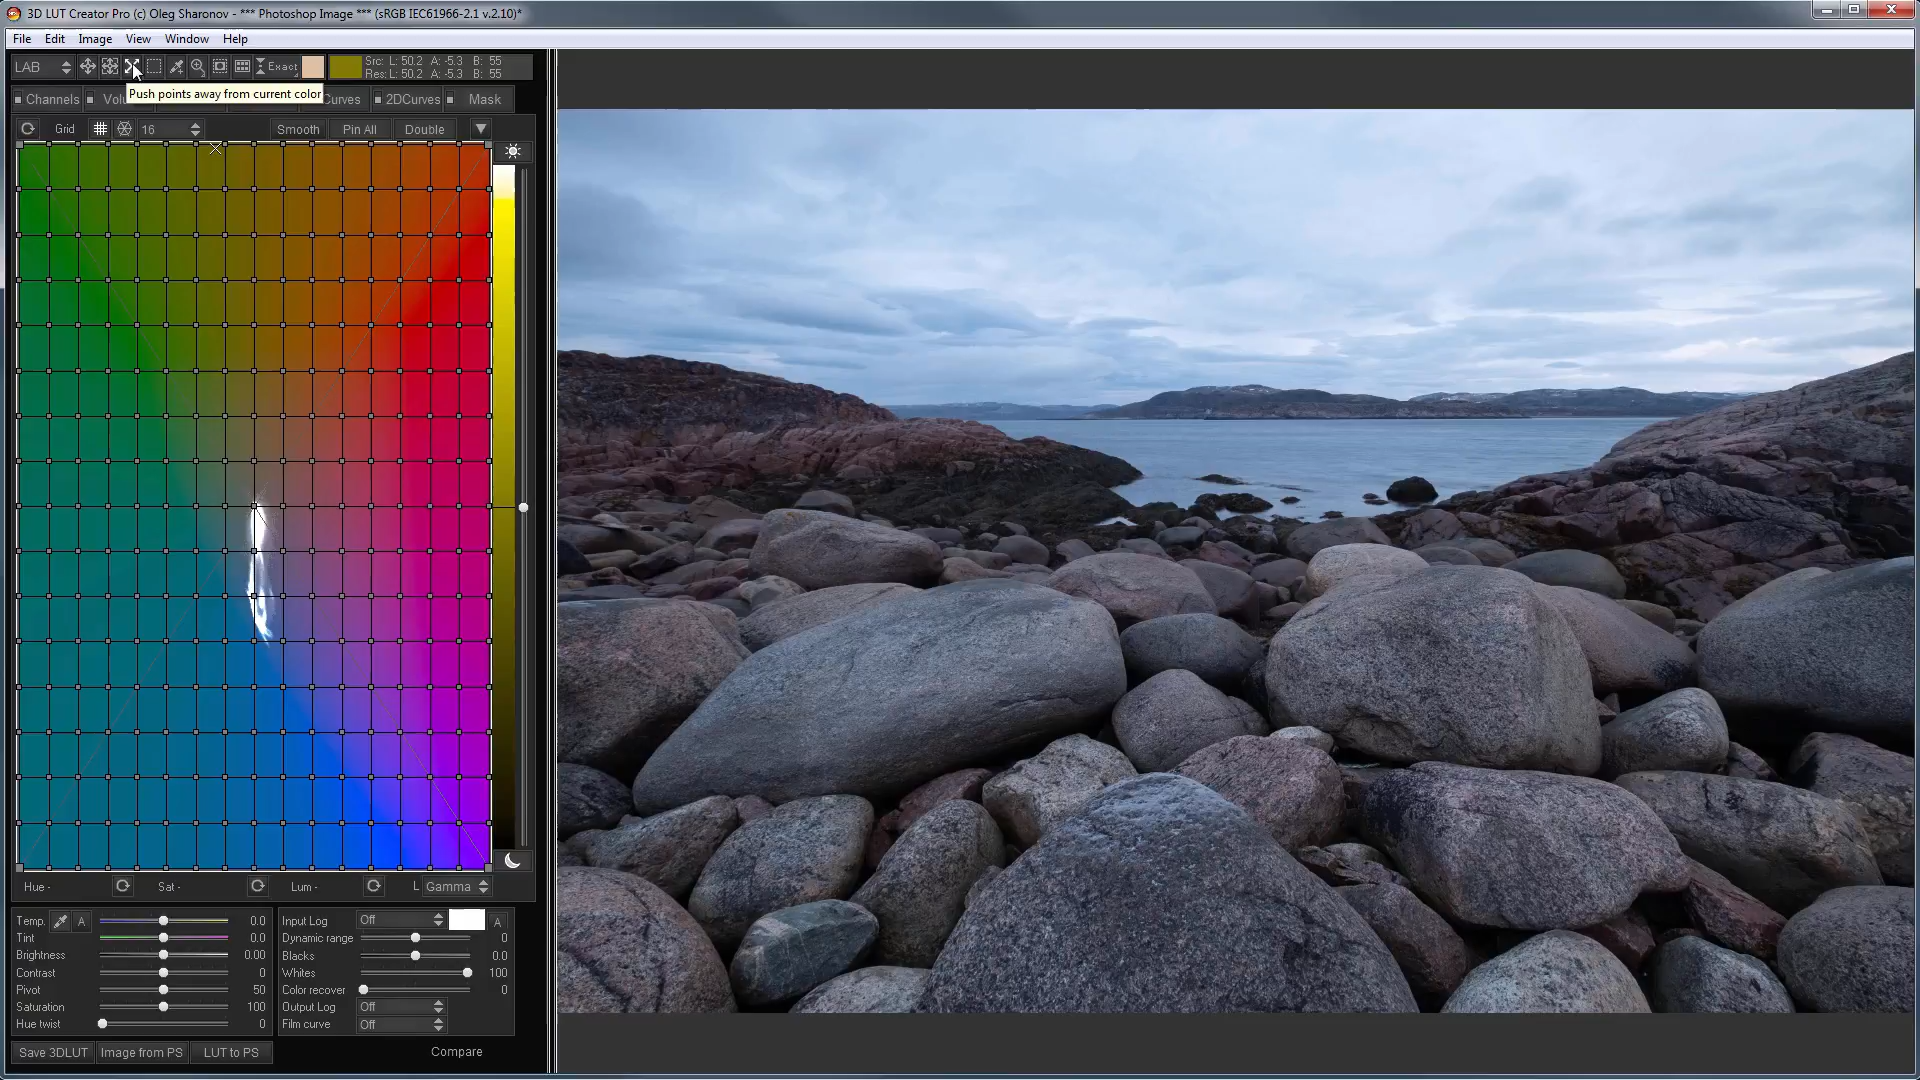 3D LUT Creator Pro (c) Oleg Sharonov - *** Photoshop Image *** (sRGB IEC61966-2.1 v.2.10)*
File Edit Image View Window Help
LAB Exact Src: L: 50.2 A: -5.3 B: 55
Res: L: 50.2 A: -5.3 B: 55
Push points away from current color
Channels Curves 2DCurves Mask
Grid 16 Smooth Pin All Double
Hue - Sat - Lum - L Gamma
Temp. A 0.0
Tint 0.0
Brightness 0.00
Contrast 0
Pivot 50
Saturation 100
Hue twist 0
Input Log Off A
Dynamic range 0
Blacks 0.0
Whites 100
Color recover 0
Output Log Off
Film curve Off
Save 3DLUT Image from PS LUT to PS Compare